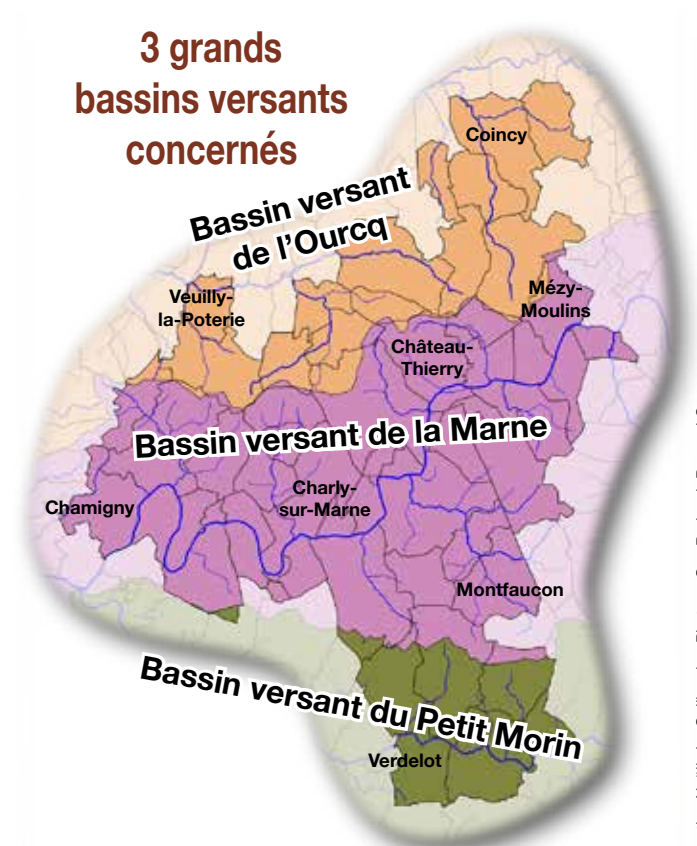 3 grands
bassins versants
concernés
Coincy
Bassin versant
de l'Ourcq
Veuilly-
la-Poterie
Mézy-
Moulins
Château-
Thierry
Bassin versant de la Marne
Chamigny
Charly-
sur-Marne
Montfaucon
Bassin versant du Petit Morin
Verdelot